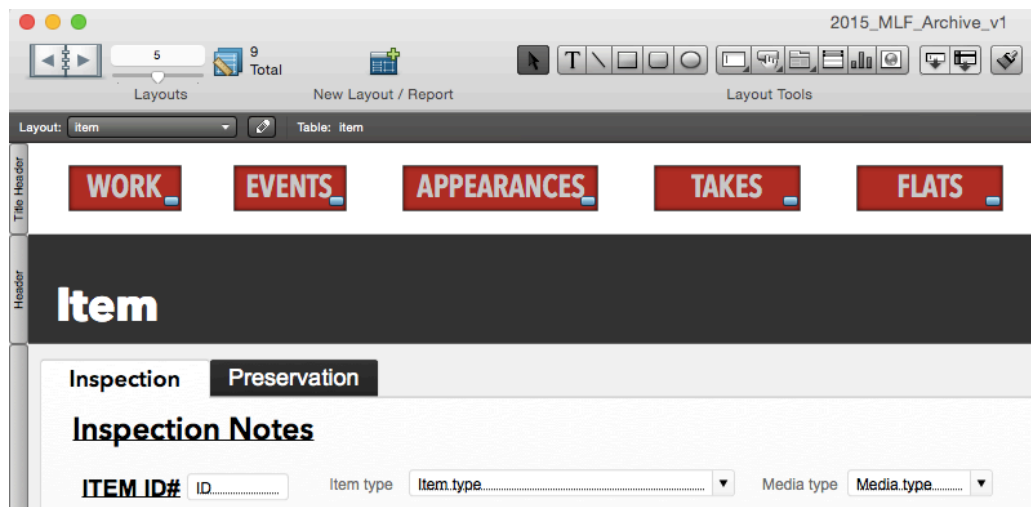 2015_MLF_Archive_v1
5
9
Total
Layouts
New Layout / Report
T
Layout Tools
Layout: item
Table: item
Title Header
WORK EVENTS APPEARANCES TAKES FLATS
Header
Item
Inspection Preservation
Inspection Notes
ITEM ID# ID Item type Item type Media type Media type